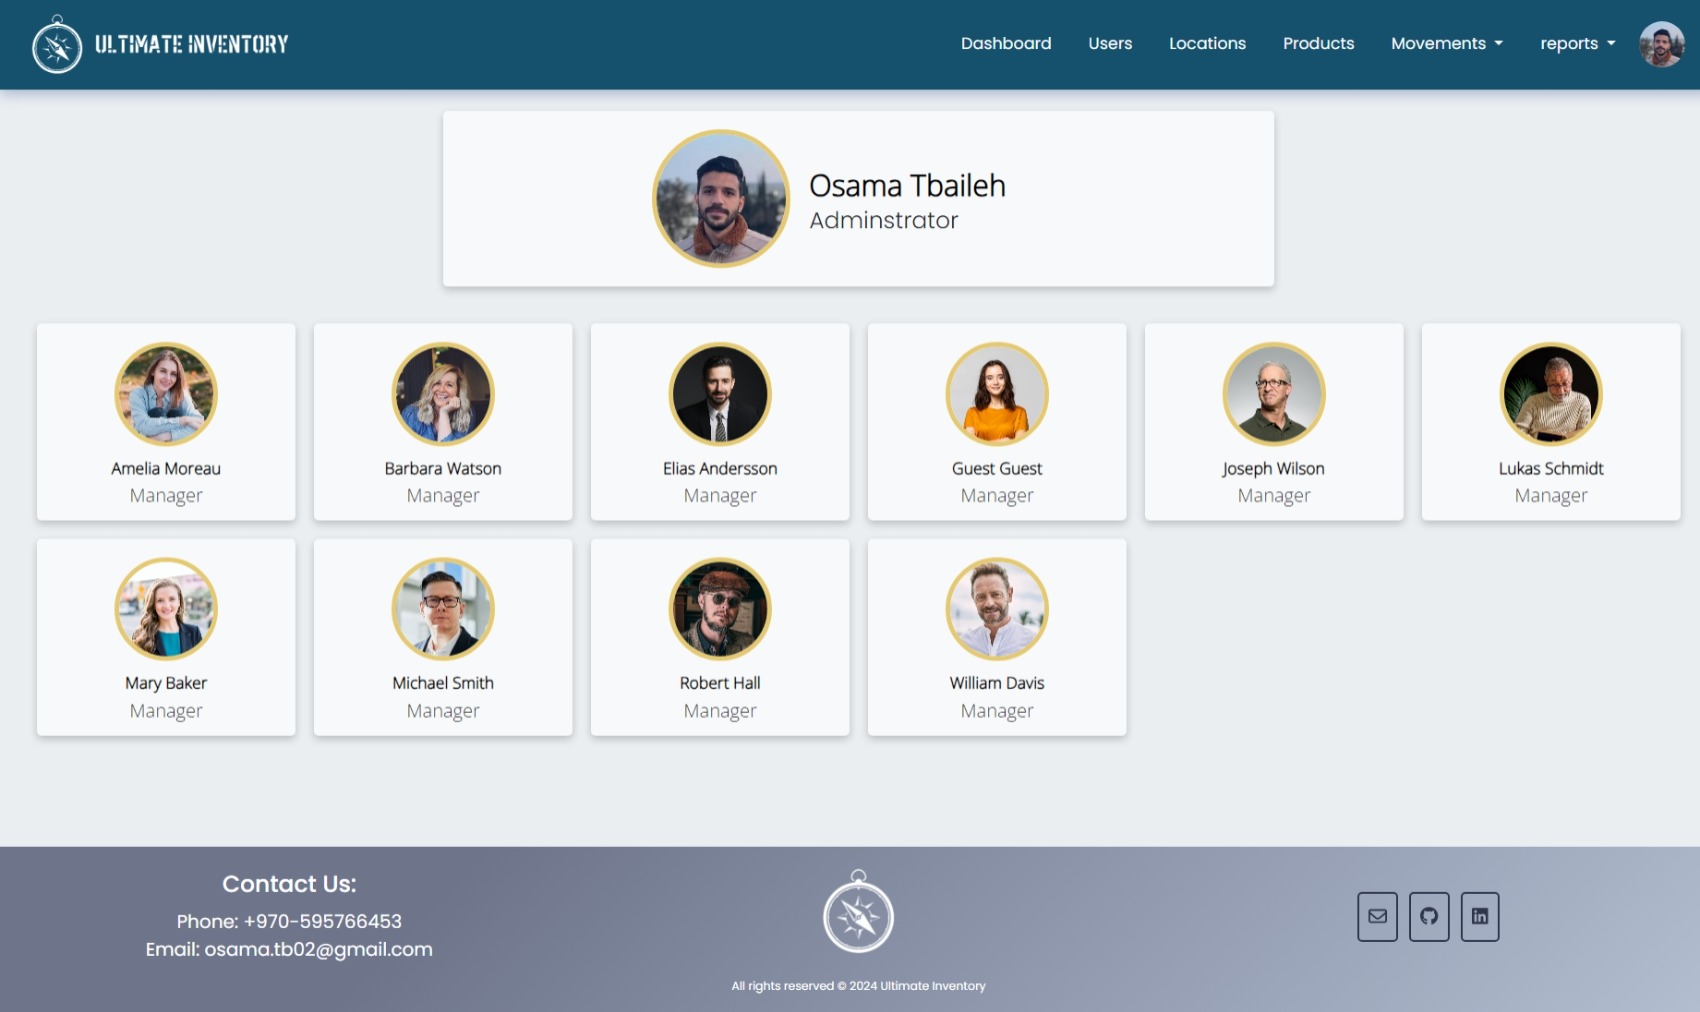 ULTIMATE INVENTORY
Dashboard Users Locations Products Movements reports
Osama Tbaileh
Adminstrator
Amelia Moreau
Manager
Barbara Watson
Manager
Elias Andersson
Manager
Guest Guest
Manager
Joseph Wilson
Manager
Lukas Schmidt
Manager
Mary Baker
Manager
Michael Smith
Manager
Robert Hall
Manager
William Davis
Manager
Contact Us:
Phone: +970-595766453
Email: osama.tb02@gmail.com
All rights reserved © 2024 Ultimate Inventory